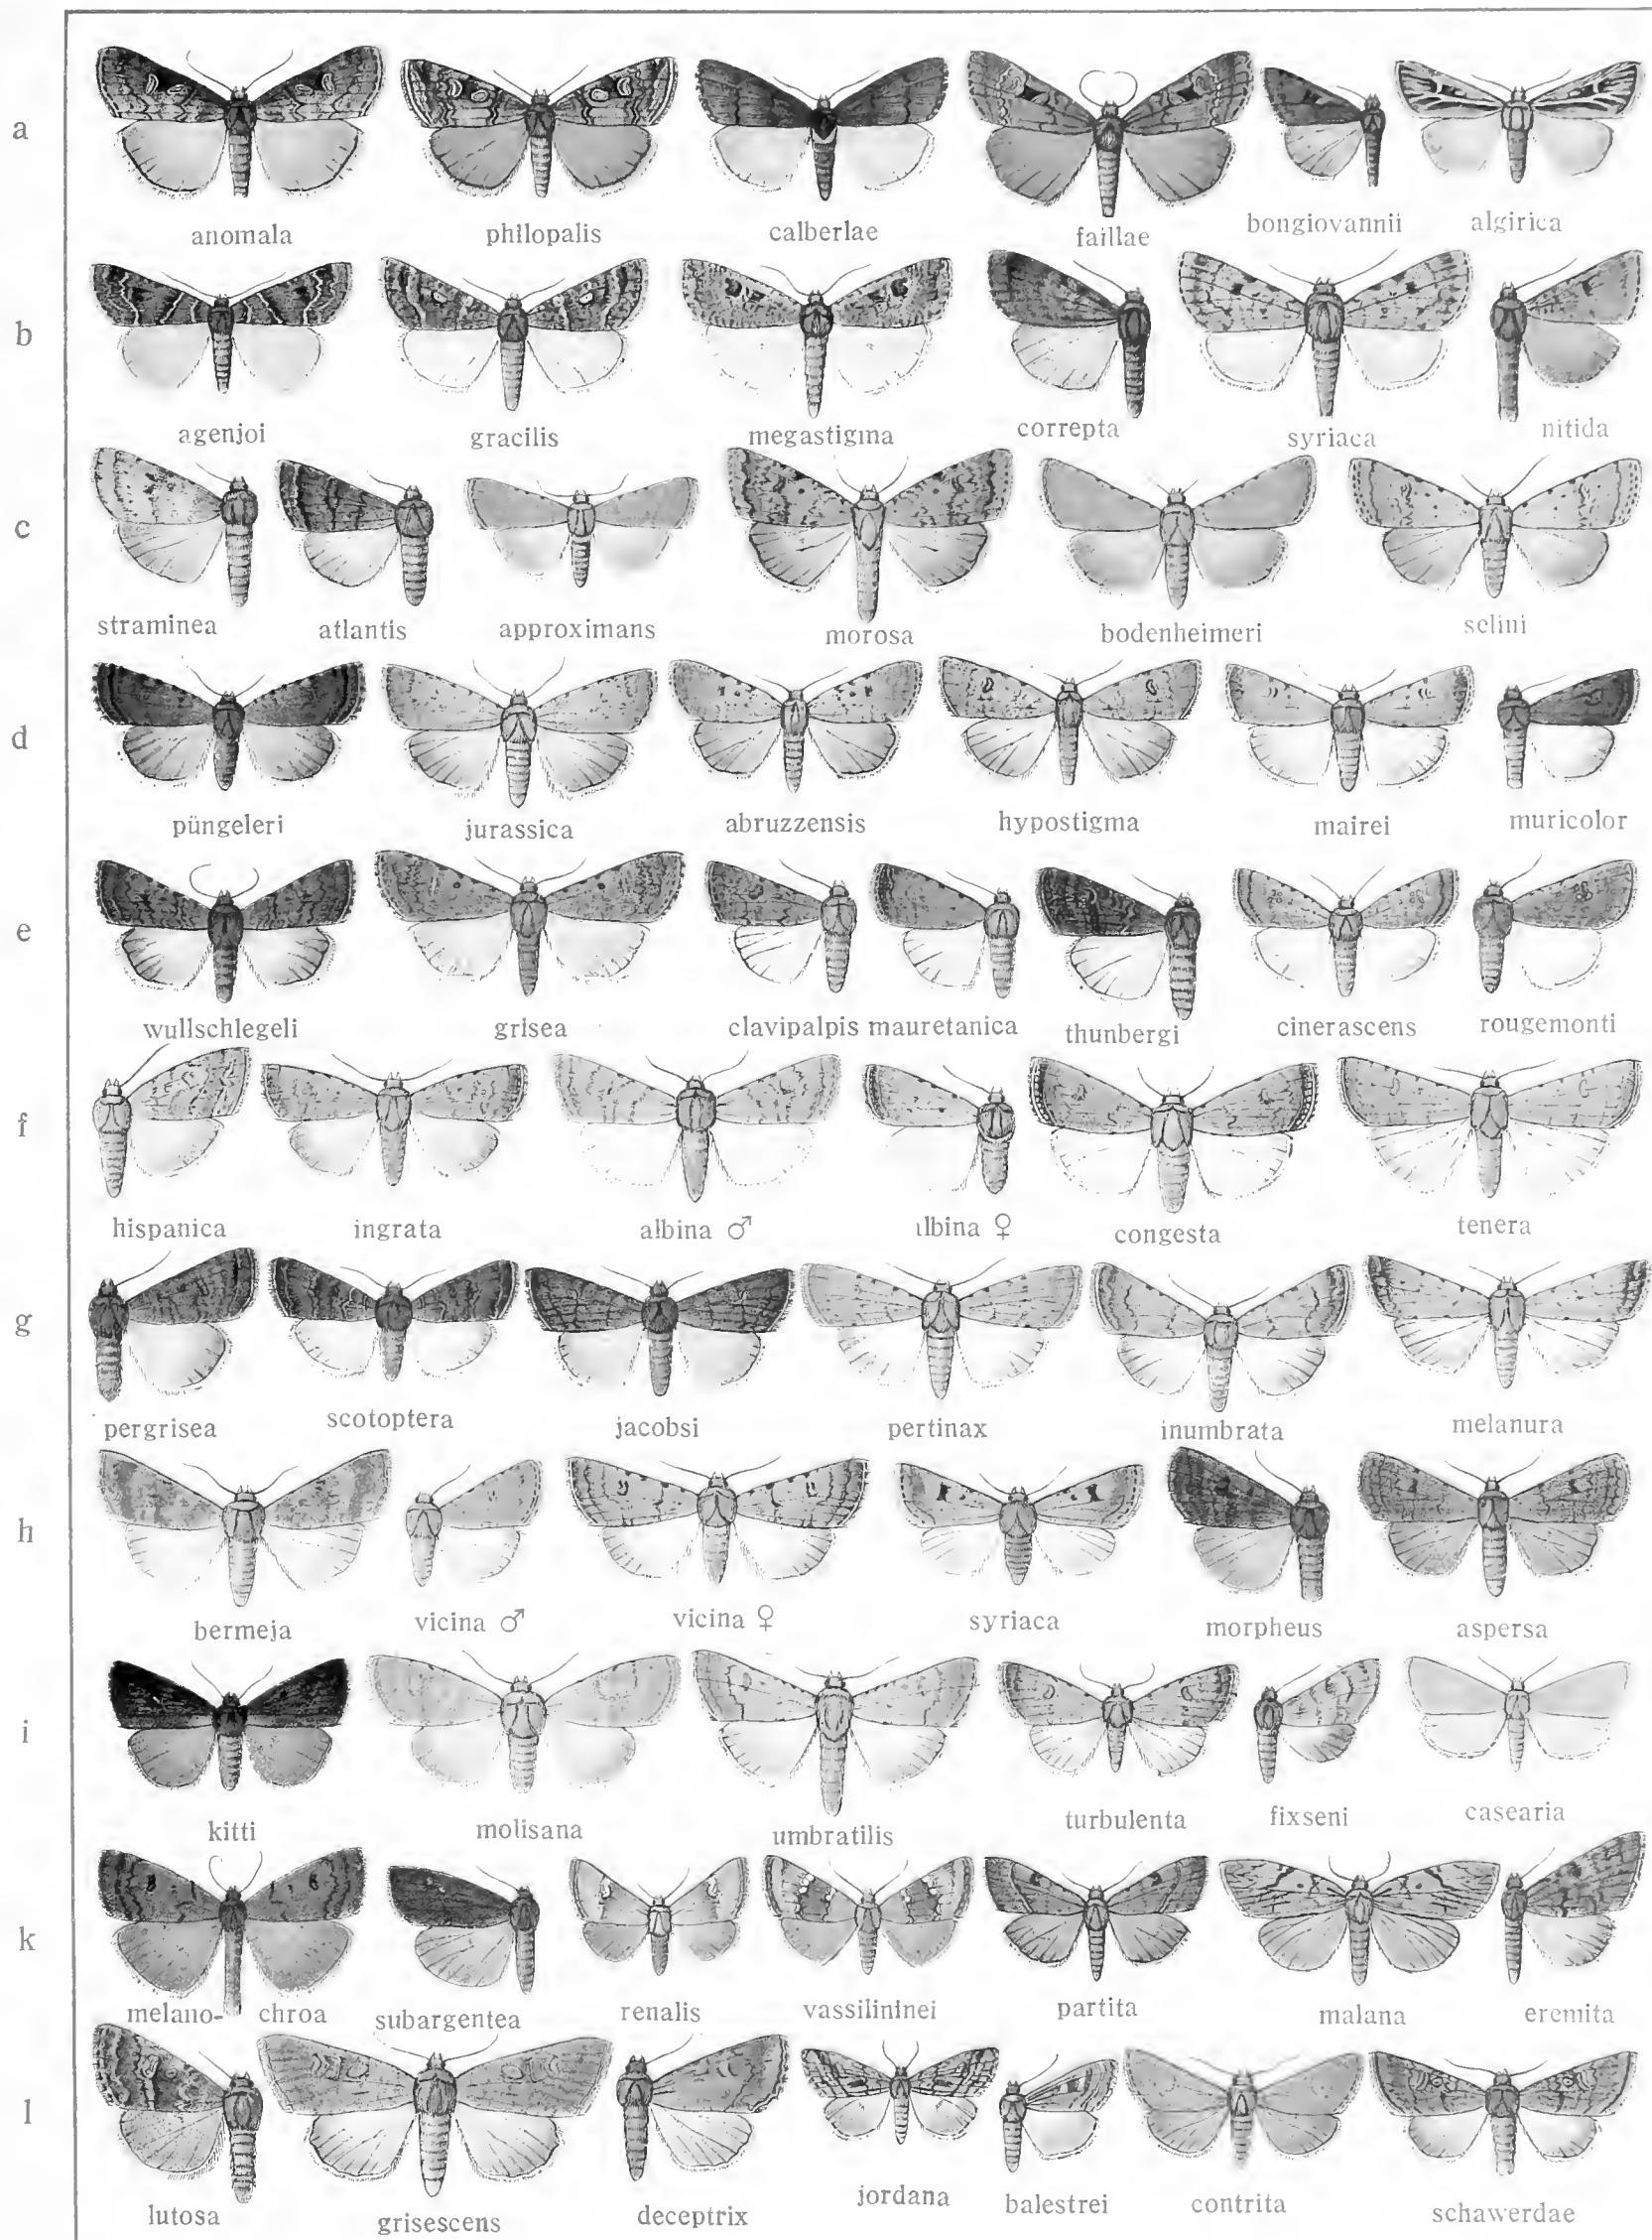 a
anomala philopalis calberlae faillae bongiovannii algirica
b
agenjoi gracilis megastigma correpta syriaca nitida
c
straminea atlantis approximans morosa bodenheimeri selini
d
püngeleri jurassica abruzzensis hypostigma mairei muricolor
e
wullschlegeli grisea clavipalpis mauretanica thunbergi cinerascens rougemonti
f
hispanica ingrata albina ♂ albina ♀ congesta tenera
g
pergrisea scotoptera jacobsi pertinax inumbrata melanura
h
bermeja vicina ♂ vicina ♀ syriaca morpheus aspersa
i
kitti molisana umbratilis turbulenta fixseni casearia
k
melano- chroa subargentea renalis vassilininei partita malana eremita
l
lutosa grisescens deceptrix jordana balestrei contrita schawerdae